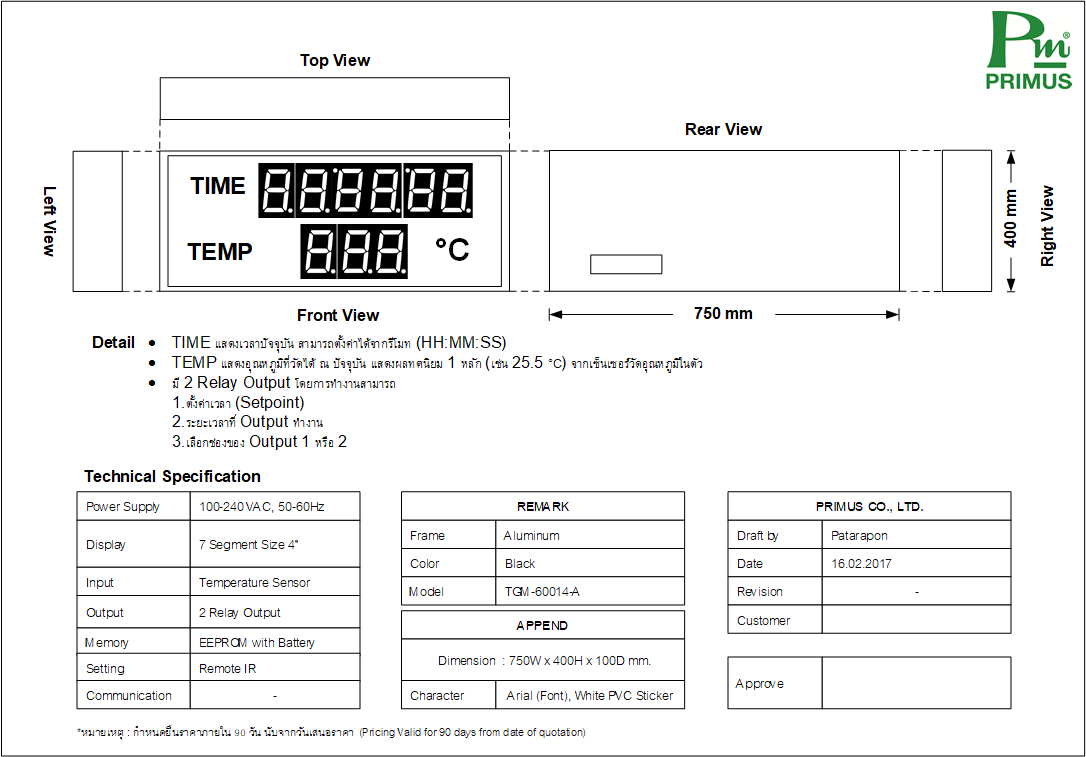 Pm®
PRIMUS
Top View
Rear View
Left View
TIME 88.88.88.
TEMP 88.8. °C
400 mm
Right View
Front View
750 mm
Detail
• TIME แสดงเวลาปัจจุบัน สามารถตั้งค่าได้จากรีโมท (HH:MM:SS)
• TEMP แสดงอุณหภูมิที่วัดได้ ณ ปัจจุบัน แสดงผลทศนิยม 1 หลัก (เช่น 25.5 °C) จากเซ็นเซอร์วัดอุณหภูมิในตัว
• มี 2 Relay Output โดยการทำงานสามารถ
1.ตั้งค่าเวลา (Setpoint)
2.ระยะเวลาที่ Output ทำงาน
3.เลือกช่องของ Output 1 หรือ 2
Technical Specification
Power Supply 100-240VAC, 50-60Hz
Display 7 Segment Size 4"
Input Temperature Sensor
Output 2 Relay Output
Memory EEPROM with Battery
Setting Remote IR
Communication -
REMARK
Frame Aluminum
Color Black
Model TGM-60014-A
APPEND
Dimension : 750W x 400H x 100D mm.
Character Arial (Font), White PVC Sticker
PRIMUS CO., LTD.
Draft by Patarapon
Date 16.02.2017
Revision -
Customer
Approve
*หมายเหตุ : กำหนดยืนราคาภายใน 90 วัน นับจากวันเสนอราคา (Pricing Valid for 90 days from date of quotation)